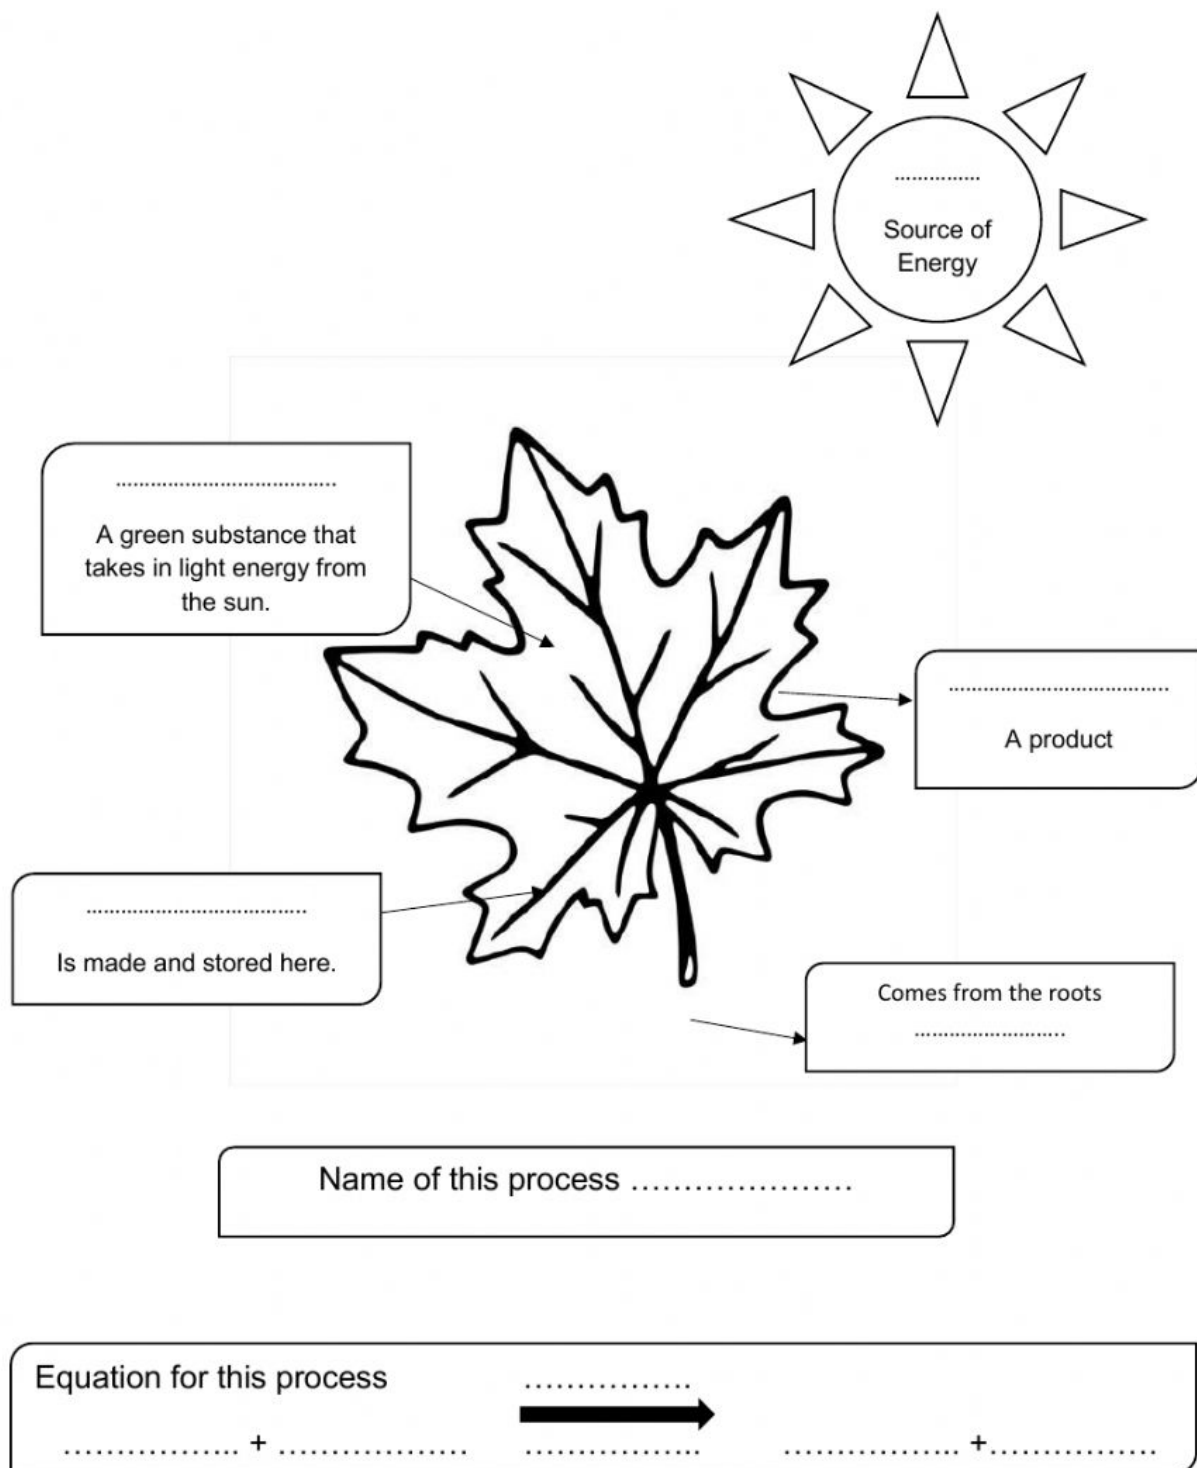 ...............
Source of
Energy
......................................
A green substance that
takes in light energy from
the sun.
......................................
A product
......................................
Is made and stored here.
Comes from the roots
..........................
Name of this process .....................
Equation for this process ................
................. + .................. ................. ................. +................